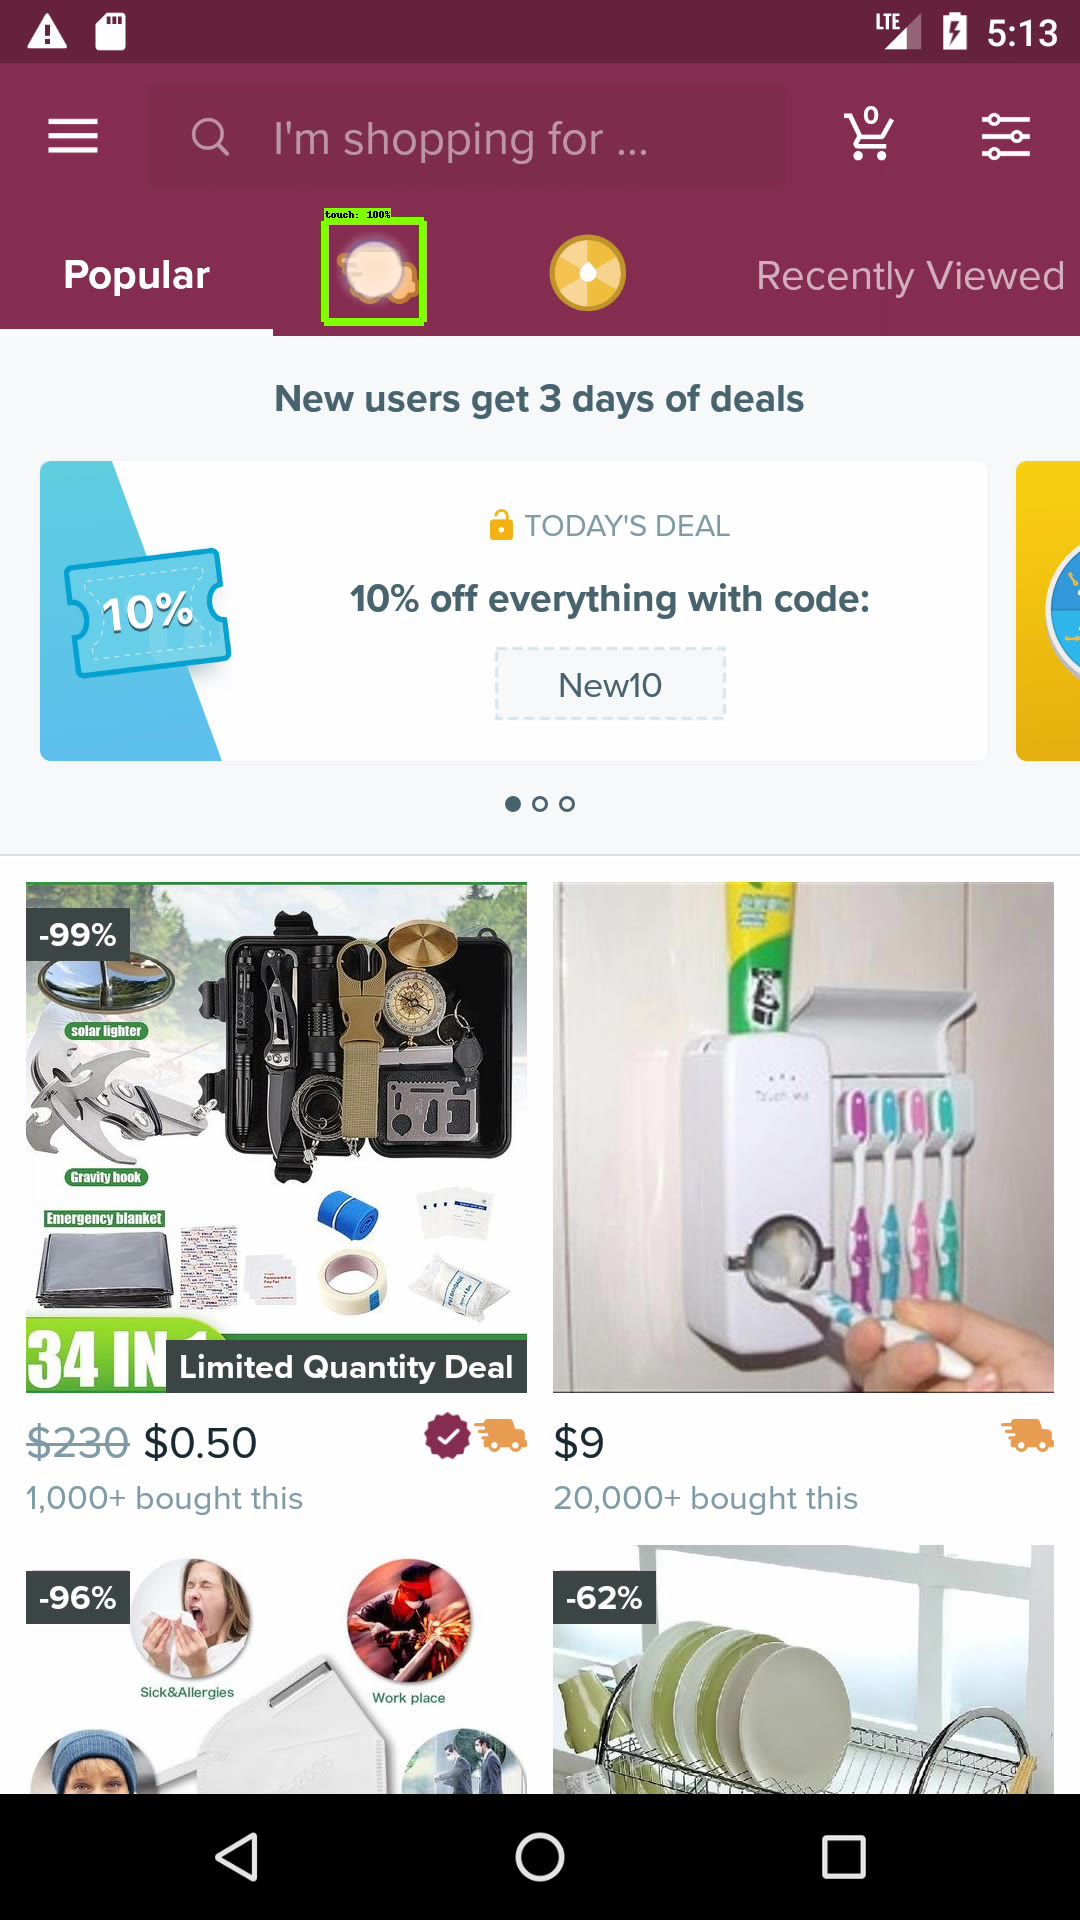 LTE 5:13
I'm shopping for ...
0
touch: 100%
Popular
Recently Viewed
New users get 3 days of deals
TODAY'S DEAL
10% off everything with code:
10%
New10
-99%
solar lighter
Gravity hook
Emergency blanket
34 IN 1
Limited Quantity Deal
$230 $0.50
1,000+ bought this
Touch Me
$9
20,000+ bought this
-96%
Sick&Allergies
Work place
-62%